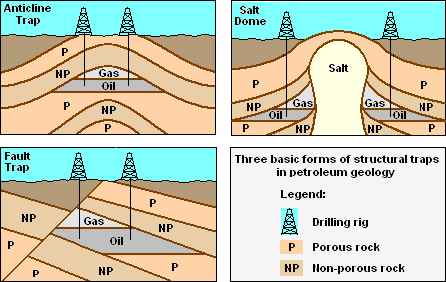 Anticline
Trap
P
NP
Gas
Oil
P
NP
P
P
NP
Salt
Dome
Salt
P
NP
Gas
Oil
P
NP
P
NP
Gas
Oil
NP
P
Fault
Trap
NP
P
Gas
Oil
P
NP
P
NP
P
Three basic forms of structural traps
in petroleum geology
Legend:
Drilling rig
P Porous rock
NP Non-porous rock